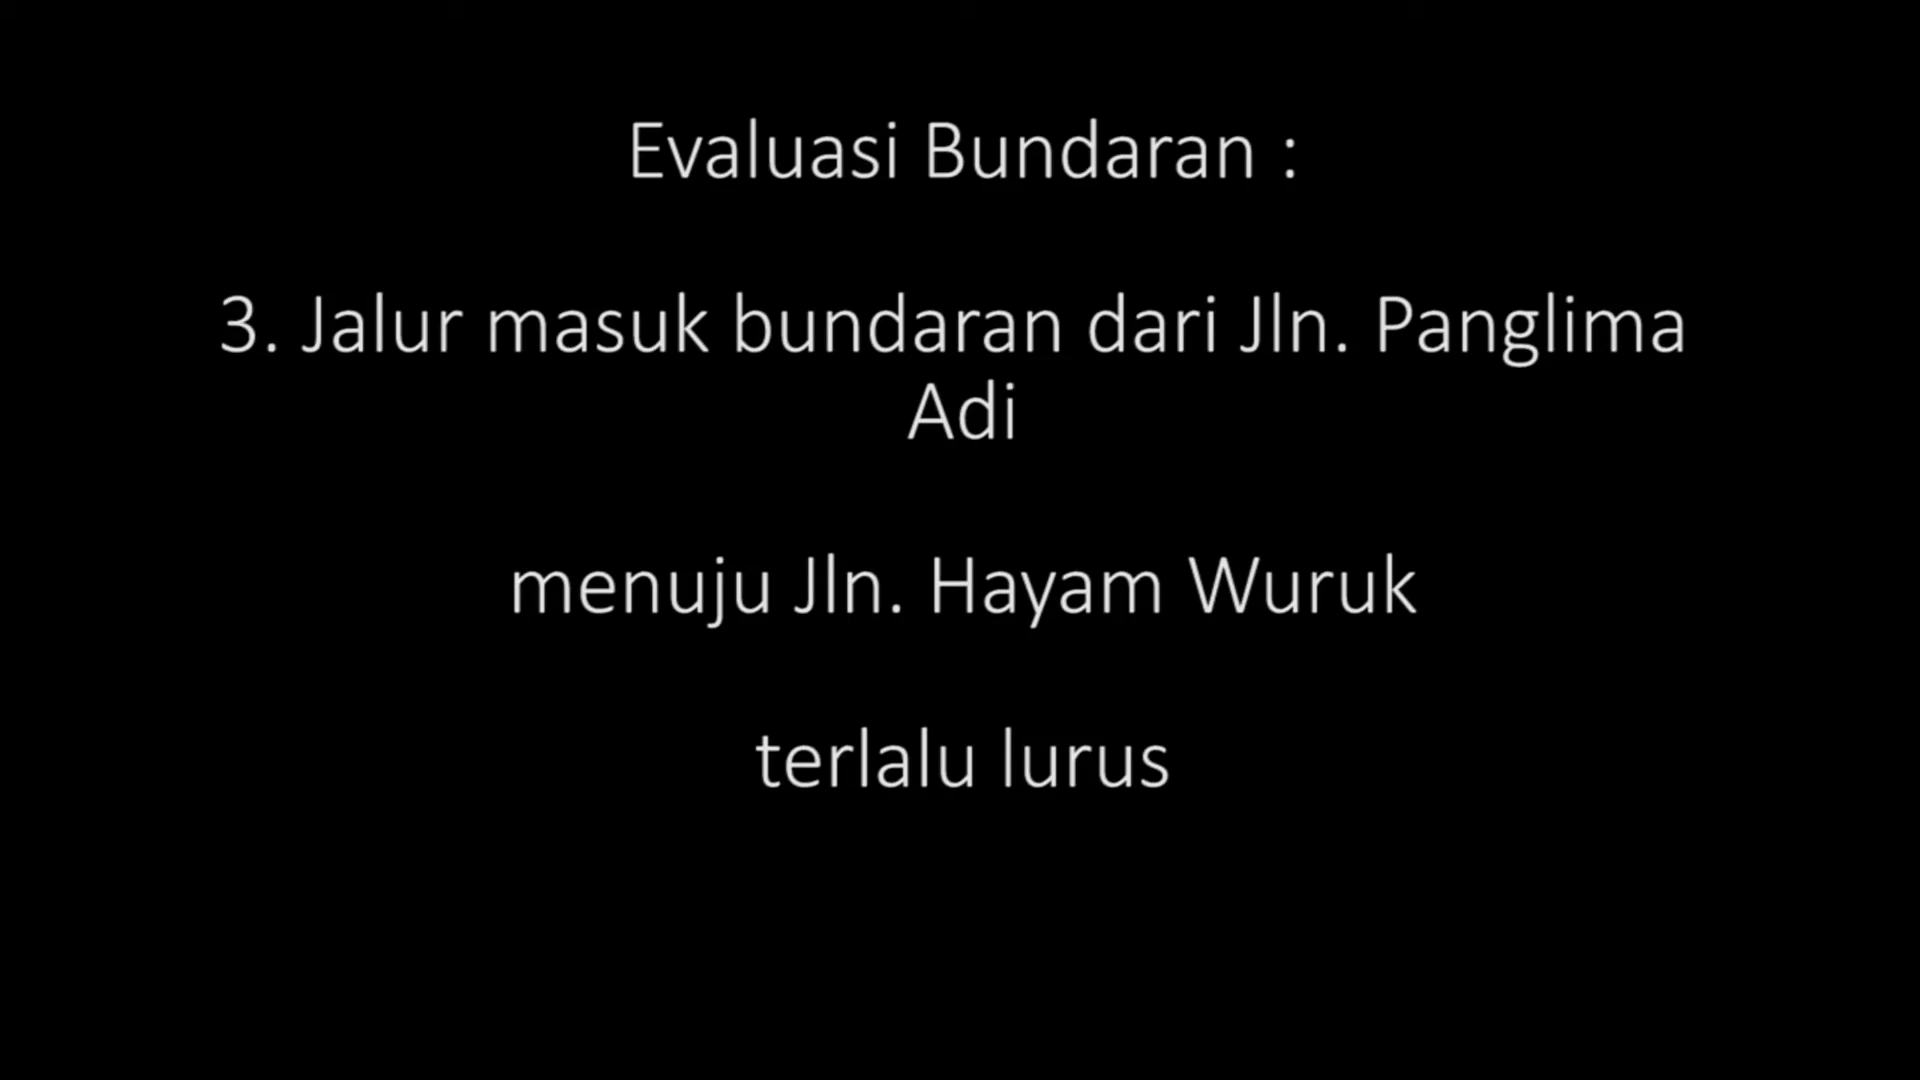 Evaluasi Bundaran :
3. Jalur masuk bundaran dari Jln. Panglima
Adi
menuju Jln. Hayam Wuruk
terlalu lurus